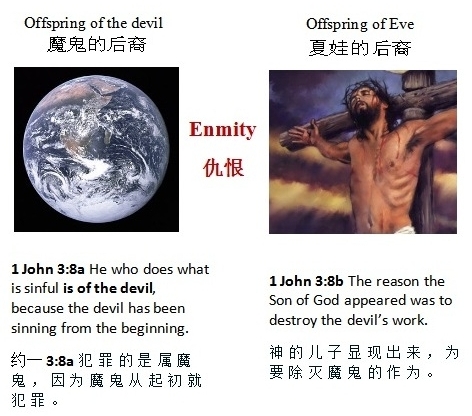 Offspring of the devil
魔鬼的后裔
Offspring of Eve
夏娃的后裔
Enmity
仇恨
1 John 3:8a He who does what
is sinful is of the devil,
because the devil has been
sinning from the beginning.
约一 3:8a 犯罪的是属魔
鬼，因为魔鬼从起初就
犯罪。
1 John 3:8b The reason the
Son of God appeared was to
destroy the devil's work.
神的儿子显现出来，为
要除灭魔鬼的作为。